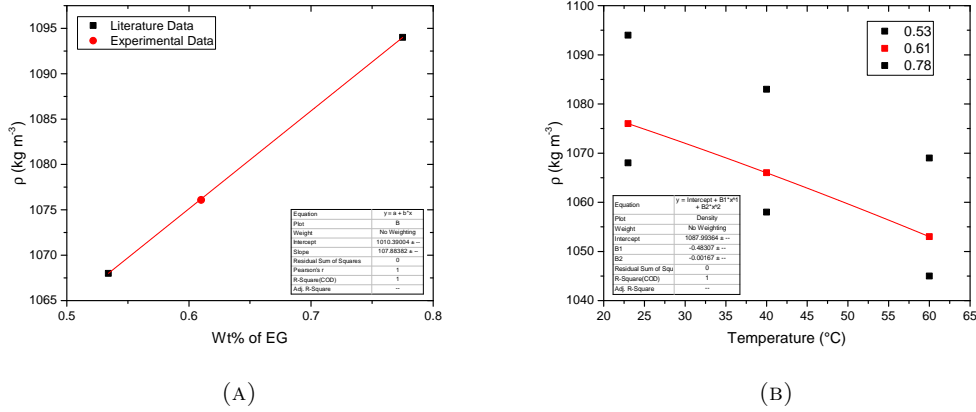 Literature Data
Experimental Data
1095
1090
1085
1080
1075
1070
1065
ρ (kg m-3)
0.5
0.6
0.7
0.8
Wt% of EG
Equation y = a + b*x
Plot B
Weight No Weighting
Intercept 1010.39004 ± --
Slope 107.88382 ± --
Residual Sum of Squares 0
Pearson's r 1
R-Square(COD) 1
Adj. R-Square --
(A)
1100
1090
1080
1070
1060
1050
1040
ρ (kg m-3)
0.53
0.61
0.78
Equation y = Intercept + B1*x^1 + B2*x^2
Plot Density
Weight No Weighting
Intercept 1087.99364 ± --
B1 -0.48307 ± --
B2 -0.00167 ± --
Residual Sum of Squ 0
R-Square(COD) 1
Adj. R-Square --
20 25 30 35 40 45 50 55 60 65
Temperature (°C)
(B)